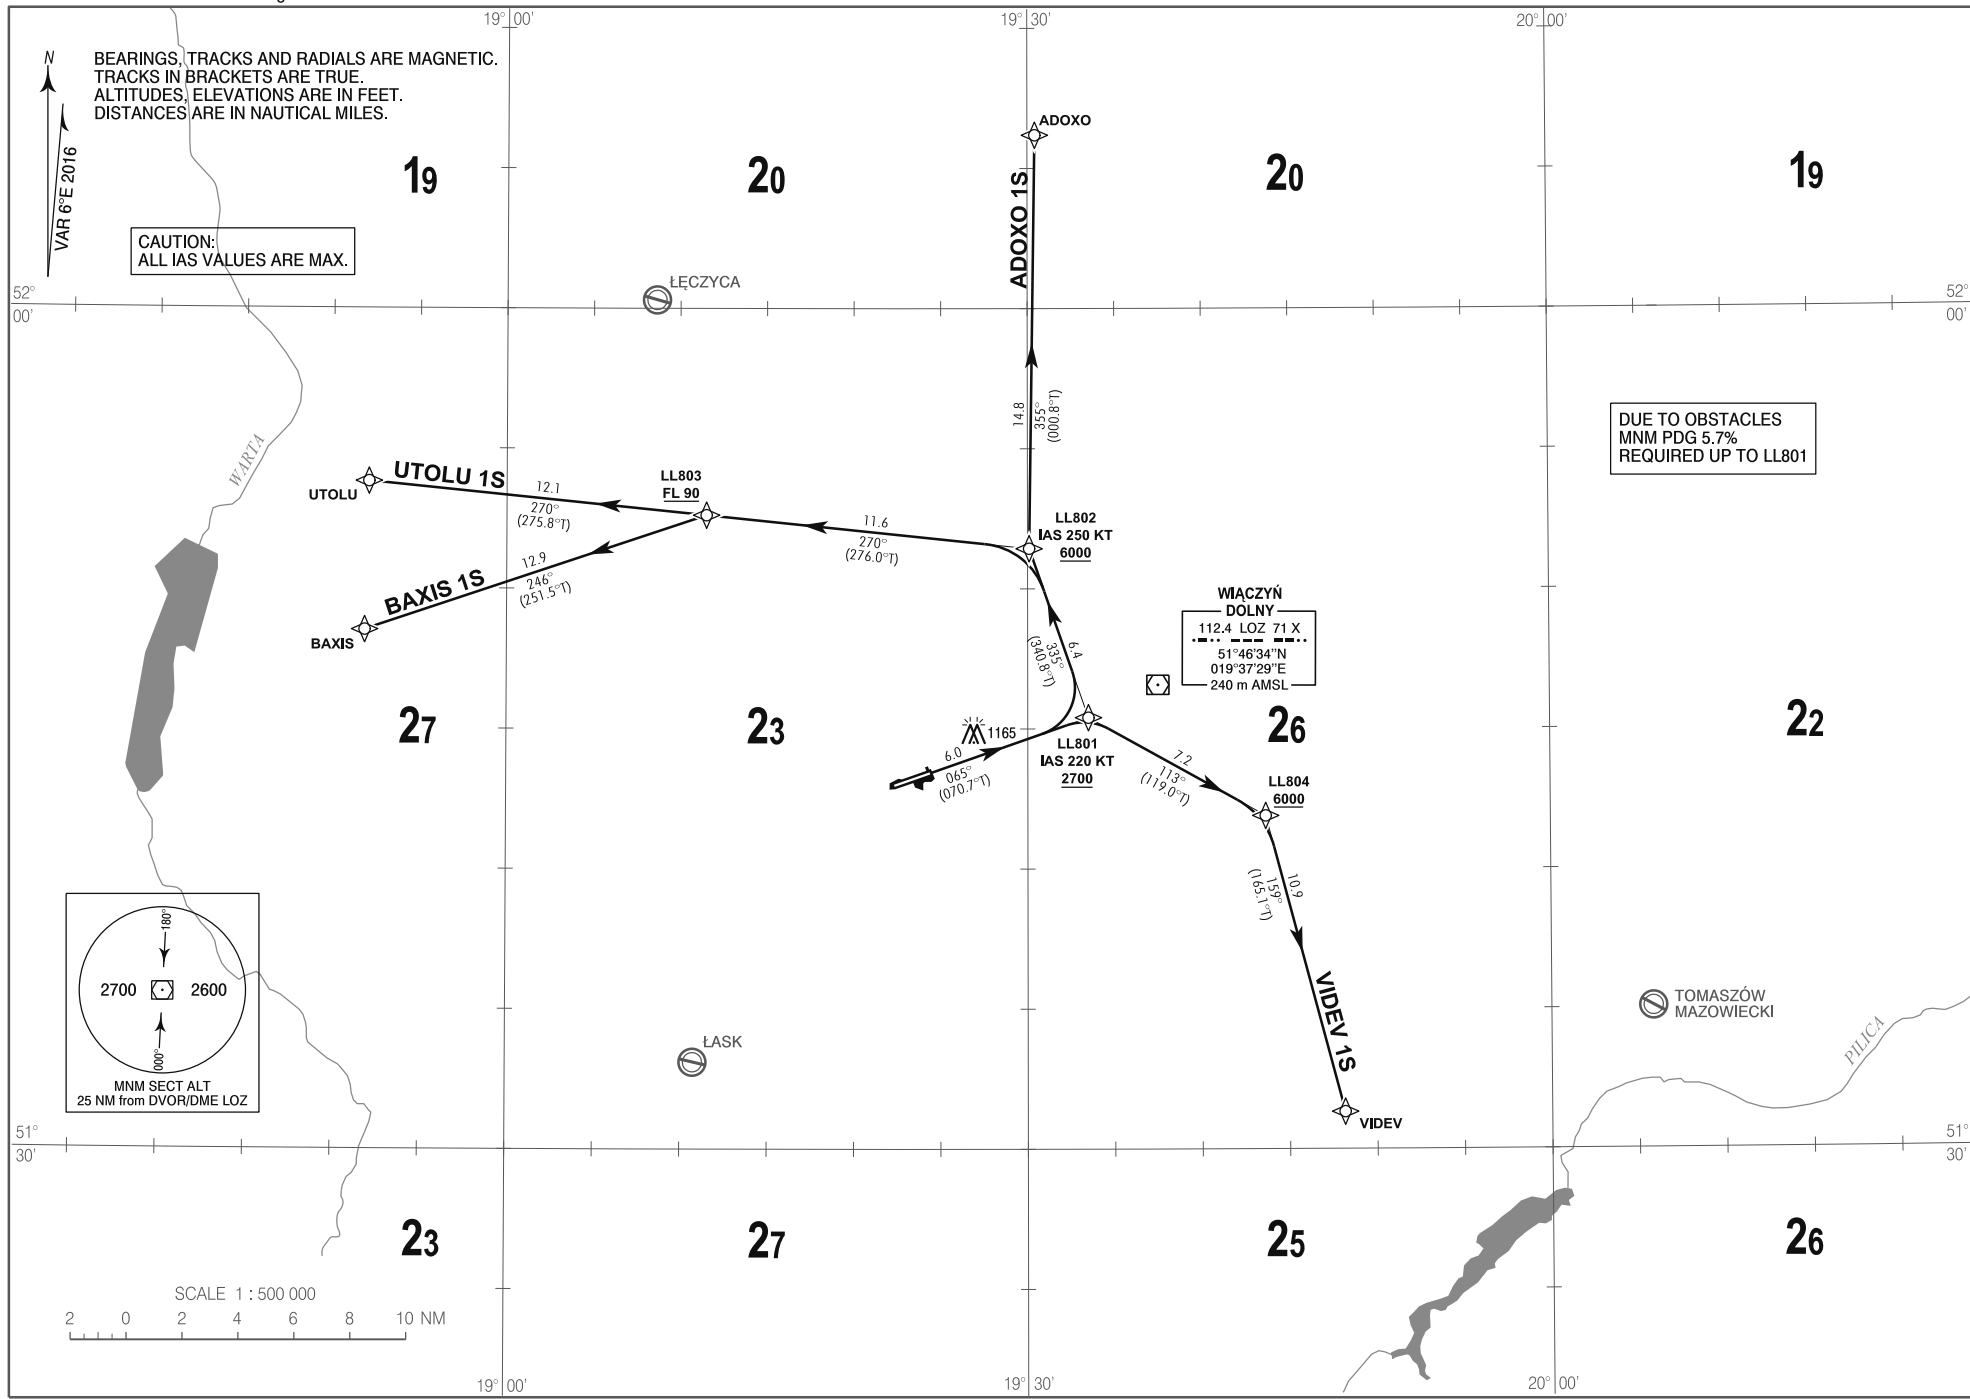 19° 00'
19° 30'
20° 00'
N
VAR 6°E 2016
BEARINGS, TRACKS AND RADIALS ARE MAGNETIC.
TRACKS IN BRACKETS ARE TRUE.
ALTITUDES, ELEVATIONS ARE IN FEET.
DISTANCES ARE IN NAUTICAL MILES.
CAUTION:
ALL IAS VALUES ARE MAX.
19
20
20
19
ADOXO
ADOXO 1S
ŁĘCZYCA
52°
00'
52°
00'
14.8
355°
(000.8°T)
DUE TO OBSTACLES
MNM PDG 5.7%
REQUIRED UP TO LL801
WARTA
UTOLU
UTOLU 1S
12.1
270°
(275.8°T)
LL803
FL 90
11.6
270°
(276.0°T)
LL802
IAS 250 KT
6000
12.9
246°
(251.5°T)
BAXIS 1S
BAXIS
6.4
335°
(340.8°T)
WIĄCZYŃ
DOLNY
112.4 LOZ 71 X
51°46'34"N
019°37'29"E
240 m AMSL
27
23
26
22
1165
6.0
065°
(070.7°T)
LL801
IAS 220 KT
2700
7.2
113°
(119.0°T)
LL804
6000
10.9
159°
(165.1°T)
VIDEV 1S
VIDEV
180°
2700
2600
000°
MNM SECT ALT
25 NM from DVOR/DME LOZ
ŁASK
TOMASZÓW
MAZOWIECKI
PILICA
51°
30'
51°
30'
23
27
25
26
SCALE 1 : 500 000
2 0 2 4 6 8 10 NM
19° 00'
19° 30'
20° 00'